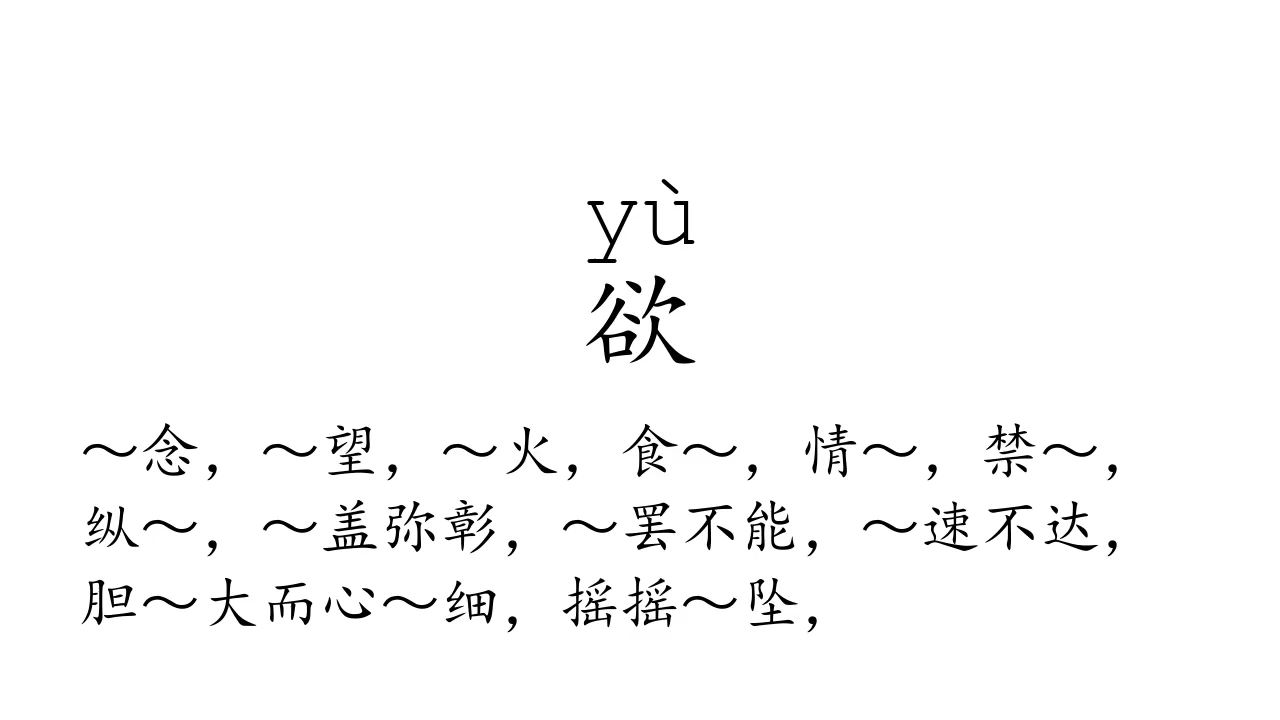 yù
欲
～念，～望，～火，食～，情～，禁～，
纵～，～盖弥彰，～罢不能，～速不达，
胆～大而心～细，摇摇～坠，